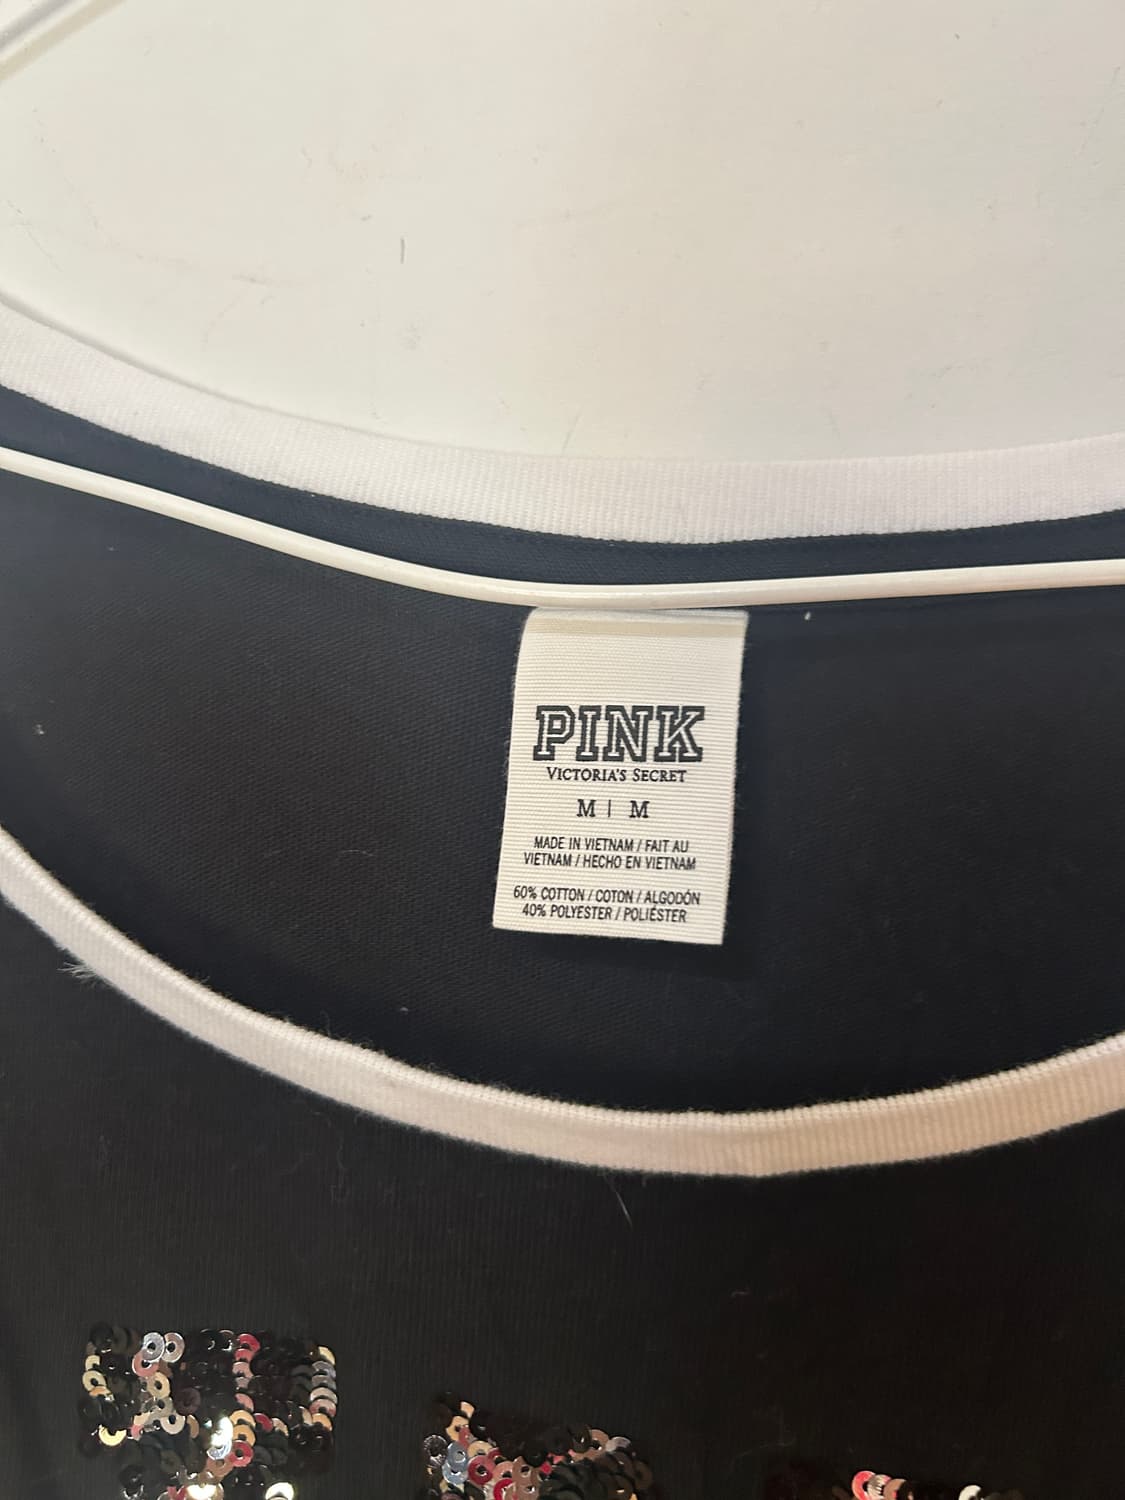 PINK
VICTORIA'S SECRET
M | M
MADE IN VIETNAM / FAIT AU
VIETNAM / HECHO EN VIETNAM
60% COTTON / COTON / ALGODÓN
40% POLYESTER / POLIÉSTER